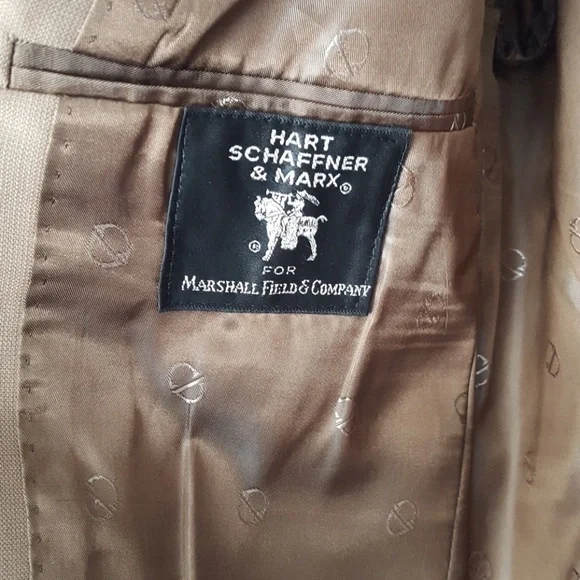 HART
SCHAFFNER
& MARX®
®
FOR
MARSHALL FIELD & COMPANY